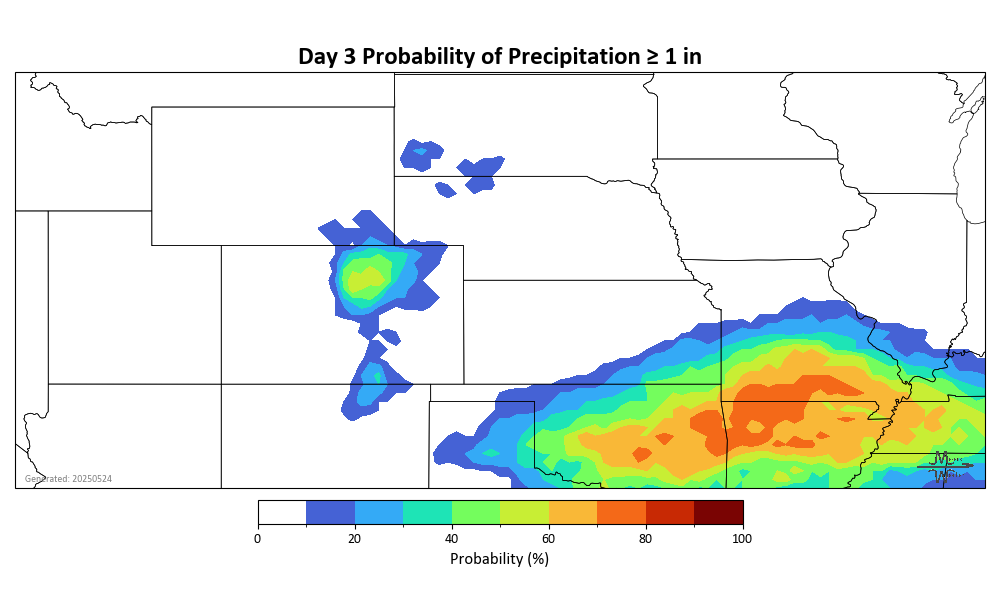 Day 3 Probability of Precipitation ≥ 1 in
Generated: 20250524
0 20 40 60 80 100
Probability (%)